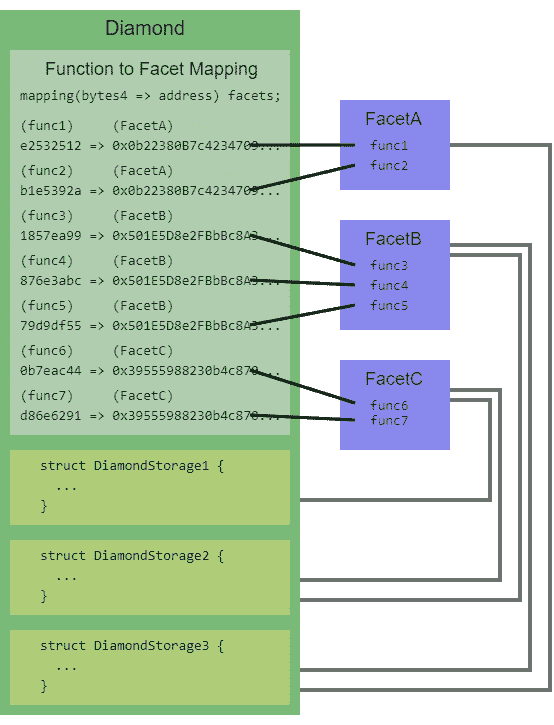 Diamond
Function to Facet Mapping
mapping(bytes4 => address) facets;
(func1) (FacetA)
e2532512 => 0x0b22380B7c4234709...
(func2) (FacetA)
b1e5392a => 0x0b22380B7c4234709...
(func3) (FacetB)
1857ea99 => 0x501E5D8e2FBbBc8A3...
(func4) (FacetB)
876e3abc => 0x501E5D8e2FBbBc8A3...
(func5) (FacetB)
79d9df55 => 0x501E5D8e2FBbBc8A3...
(func6) (FacetC)
0b7eac44 => 0x39555988230b4c870...
(func7) (FacetC)
d86e6291 => 0x39555988230b4c870...
struct DiamondStorage1 {
...
}
struct DiamondStorage2 {
...
}
struct DiamondStorage3 {
...
}
FacetA
func1
func2
FacetB
func3
func4
func5
FacetC
func6
func7